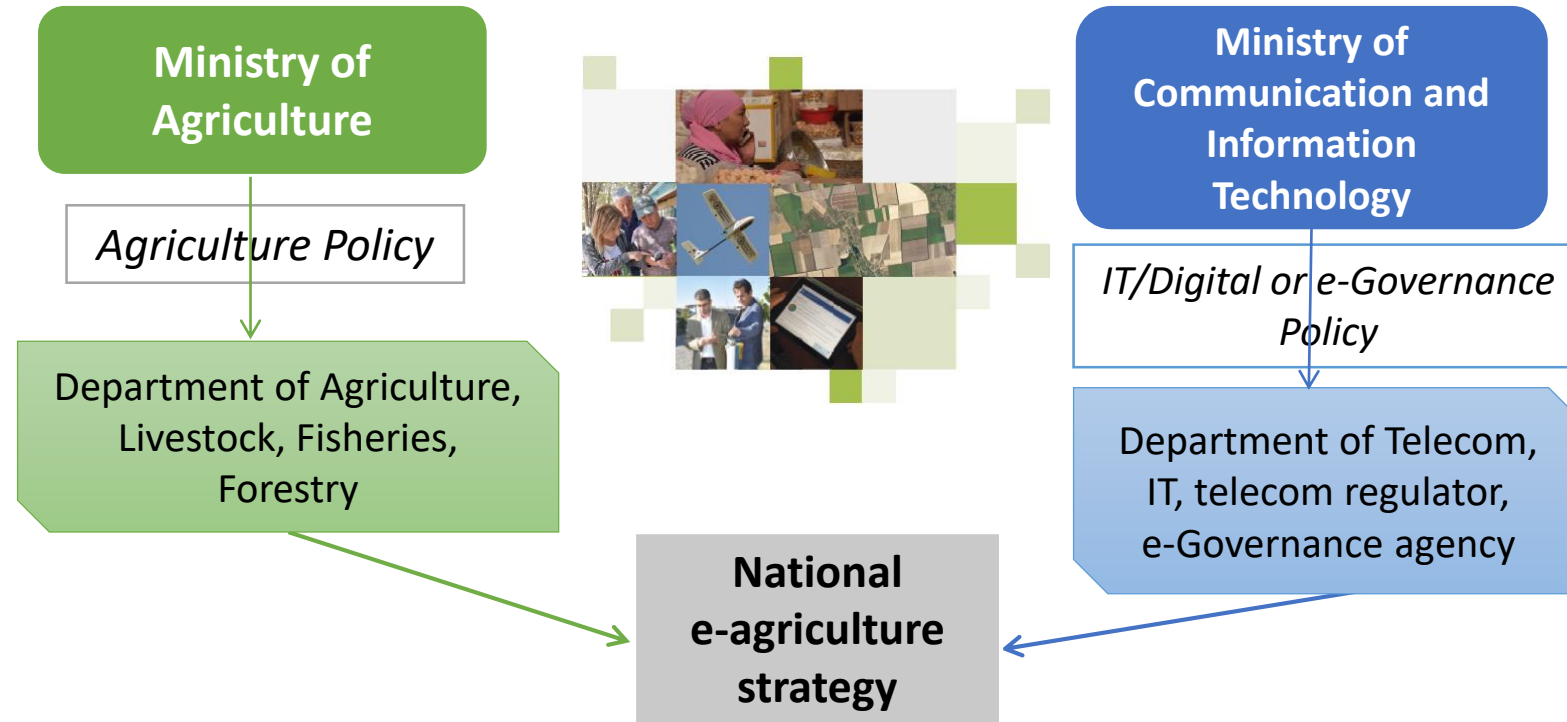 Ministry of
Agriculture
Agriculture Policy
Department of Agriculture,
Livestock, Fisheries,
Forestry
Ministry of
Communication and
Information
Technology
IT/Digital or e-Governance
Policy
Department of Telecom,
IT, telecom regulator,
e-Governance agency
National
e-agriculture
strategy